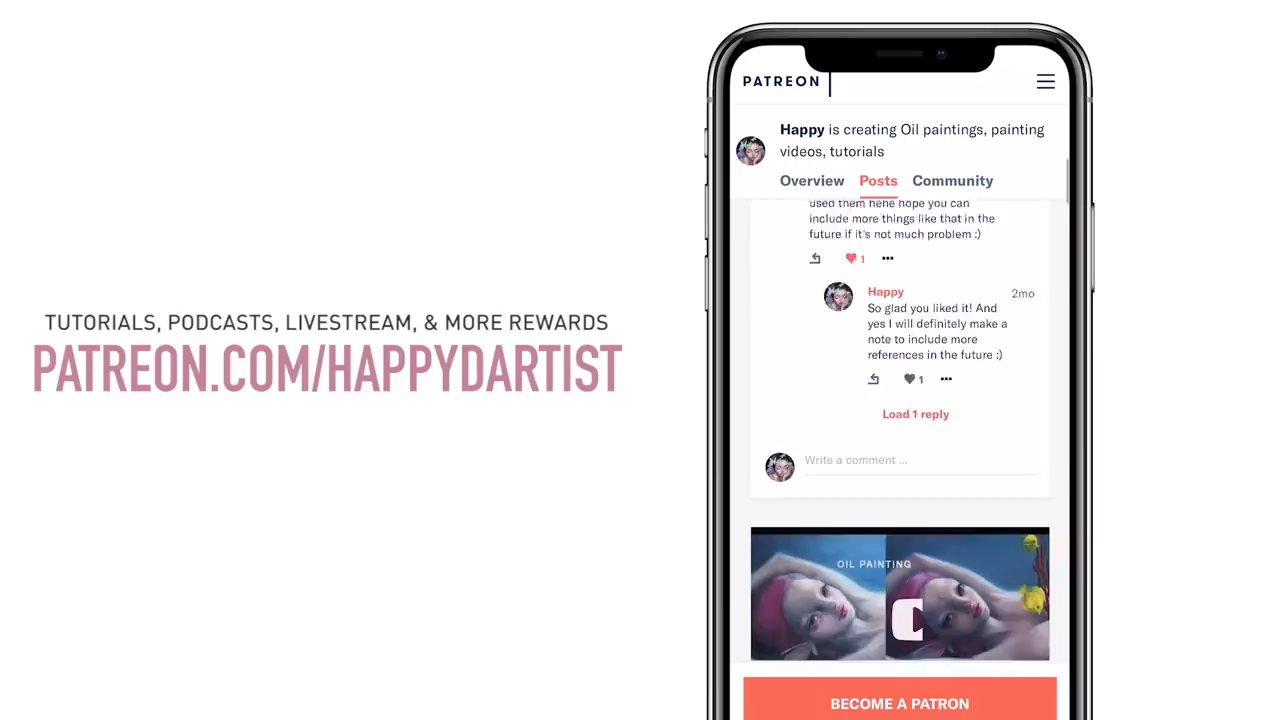 TUTORIALS, PODCASTS, LIVESTREAM, & MORE REWARDS
PATREON.COM/HAPPYDARTIST
PATREON
Happy is creating Oil paintings, painting
videos, tutorials
Overview Posts Community
used them hehe hope you can
include more things like that in the
future if it's not much problem :)
1
Happy 2mo
So glad you liked it! And
yes I will definitely make a
note to include more
references in the future :)
1
Load 1 reply
Write a comment ...
OIL PAINTING
BECOME A PATRON